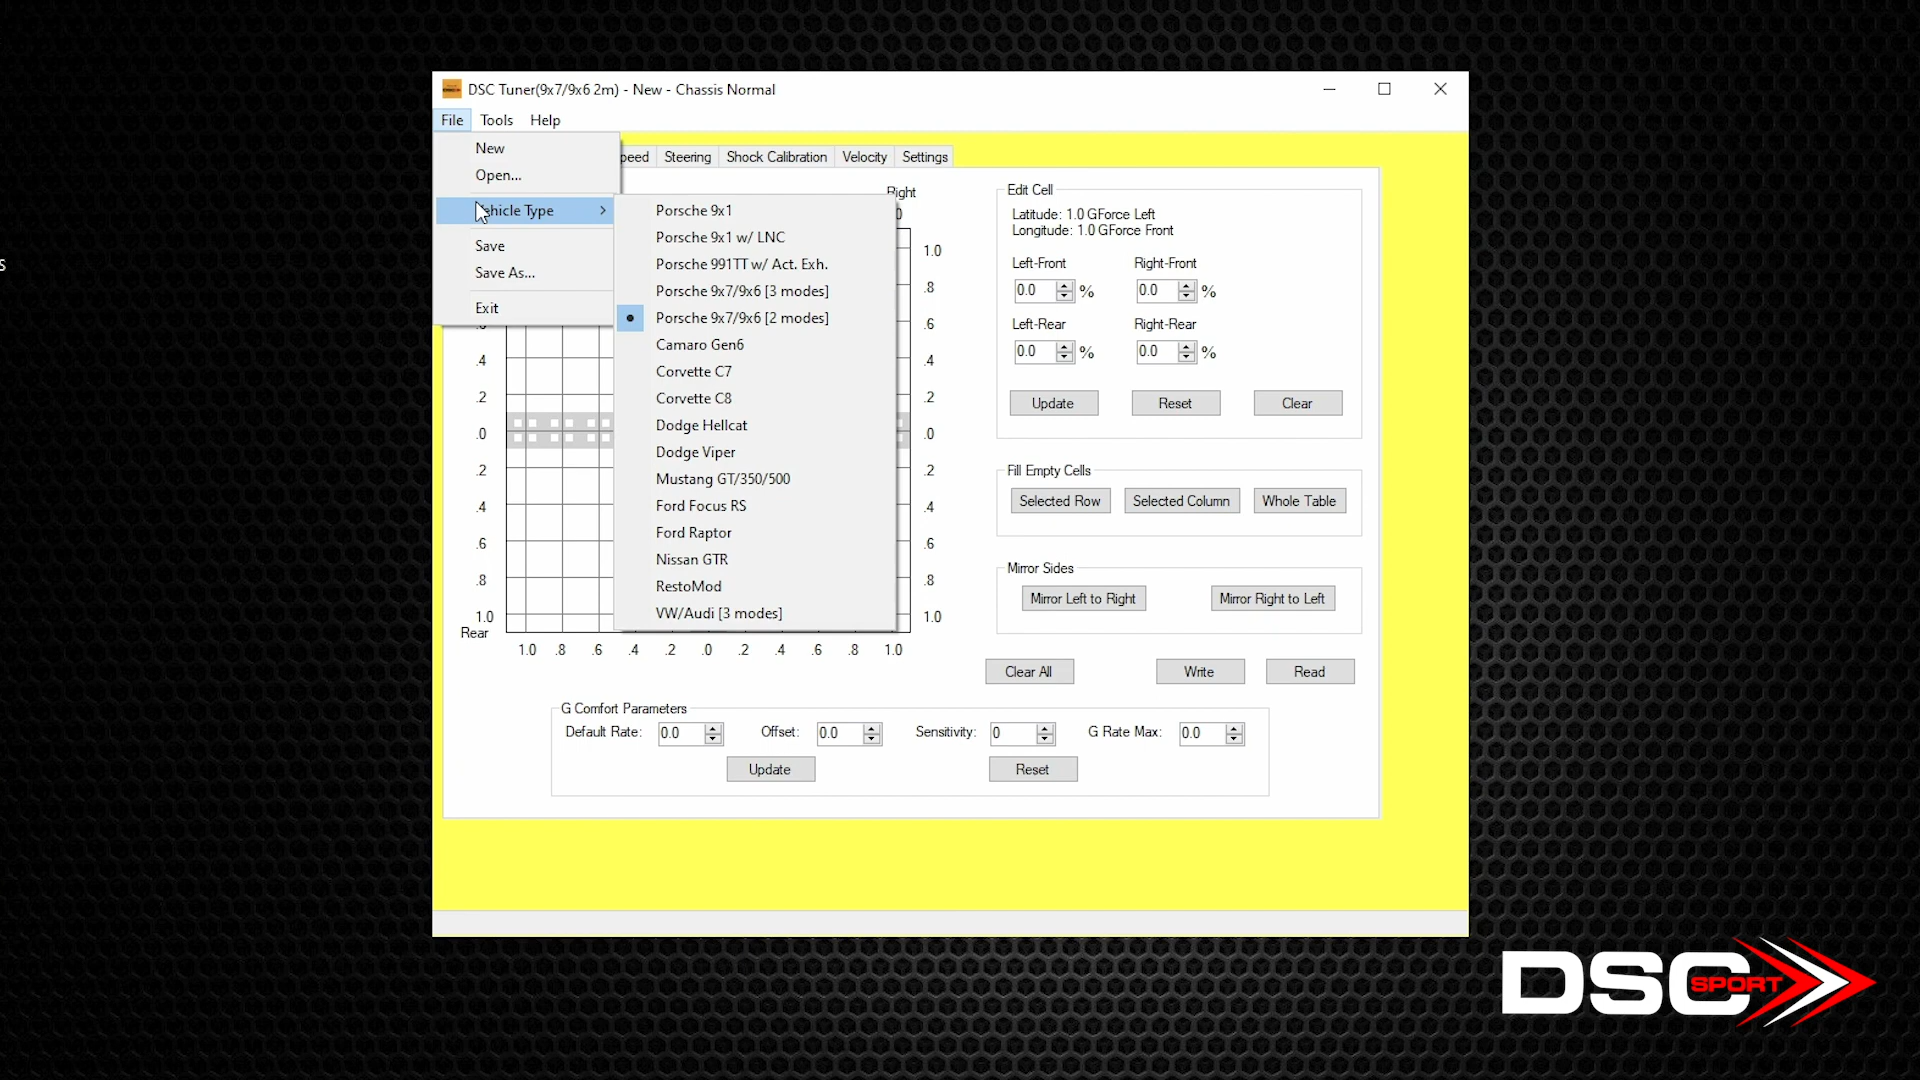 DSC Tuner(9x7/9x6 2m) - New - Chassis Normal
File Tools Help
New
Open...
hicle Type
Save
Save As...
Exit
peed Steering Shock Calibration Velocity Settings
Porsche 9x1
Porsche 9x1 w/ LNC
Porsche 991TT w/ Act. Exh.
Porsche 9x7/9x6 [3 modes]
Porsche 9x7/9x6 [2 modes]
Camaro Gen6
Corvette C7
Corvette C8
Dodge Hellcat
Dodge Viper
Mustang GT/350/500
Ford Focus RS
Ford Raptor
Nissan GTR
RestoMod
VW/Audi [3 modes]
Right
0
1.0
.8
.6
.4
.2
.0
.2
.4
.6
.8
1.0
.4
.2
.0
.2
.4
.6
.8
1.0
Rear
1.0 .8 .6 .4 .2 .0 .2 .4 .6 .8 1.0
Edit Cell
Latitude: 1.0 GForce Left
Longitude: 1.0 GForce Front
Left-Front Right-Front
0.0 % 0.0 %
Left-Rear Right-Rear
0.0 % 0.0 %
Update Reset Clear
Fill Empty Cells
Selected Row Selected Column Whole Table
Mirror Sides
Mirror Left to Right Mirror Right to Left
Clear All Write Read
G Comfort Parameters
Default Rate: 0.0 Offset: 0.0 Sensitivity: 0 G Rate Max: 0.0
Update Reset
s
DSC SPORT